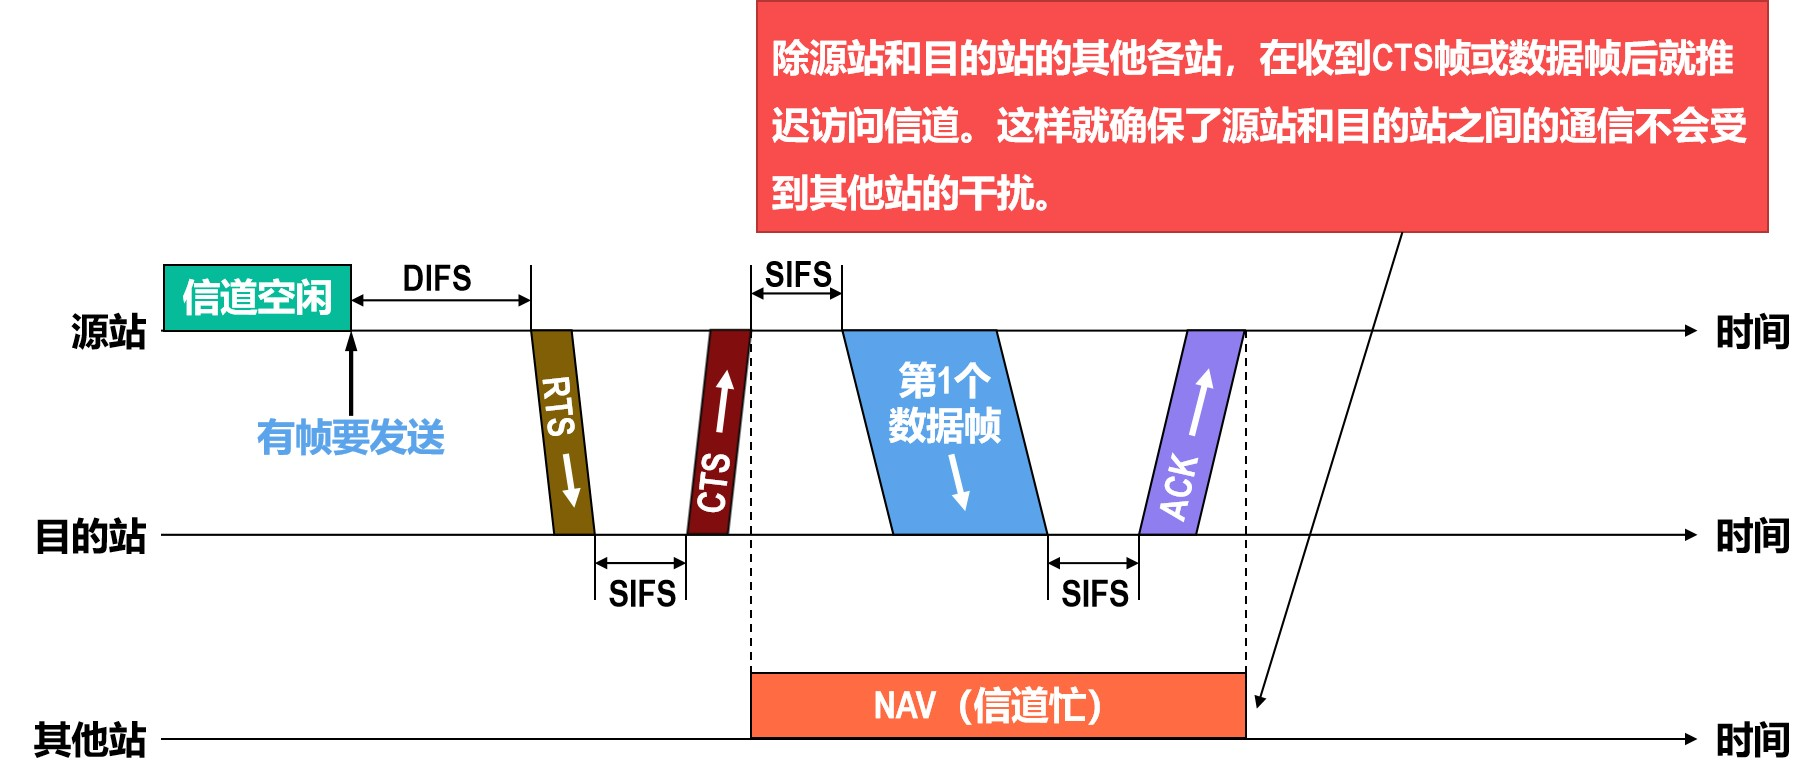 除源站和目的站的其他各站，在收到CTS帧或数据帧后就推
迟访问信道。这样就确保了源站和目的站之间的通信不会受
到其他站的干扰。
信道空闲
DIFS
SIFS
源站
时间
有帧要发送
RTS
CTS
第1个
数据帧
ACK
目的站
时间
SIFS
SIFS
NAV（信道忙）
其他站
时间